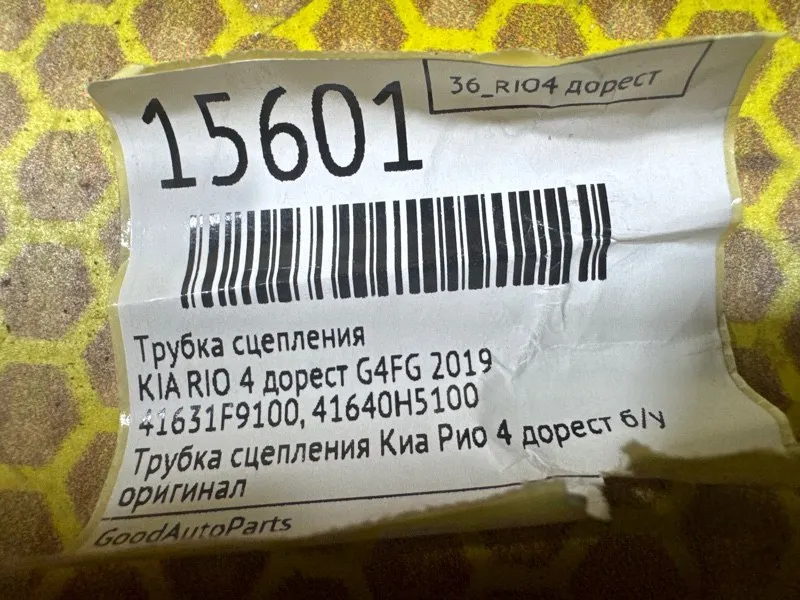 36_RIO4 дорест
15601
Трубка сцепления
KIA RIO 4 дорест G4FG 2019
41631F9100, 41640H5100
Трубка сцепления Киа Рио 4 дорест б/у
оригинал
GoodAutoParts